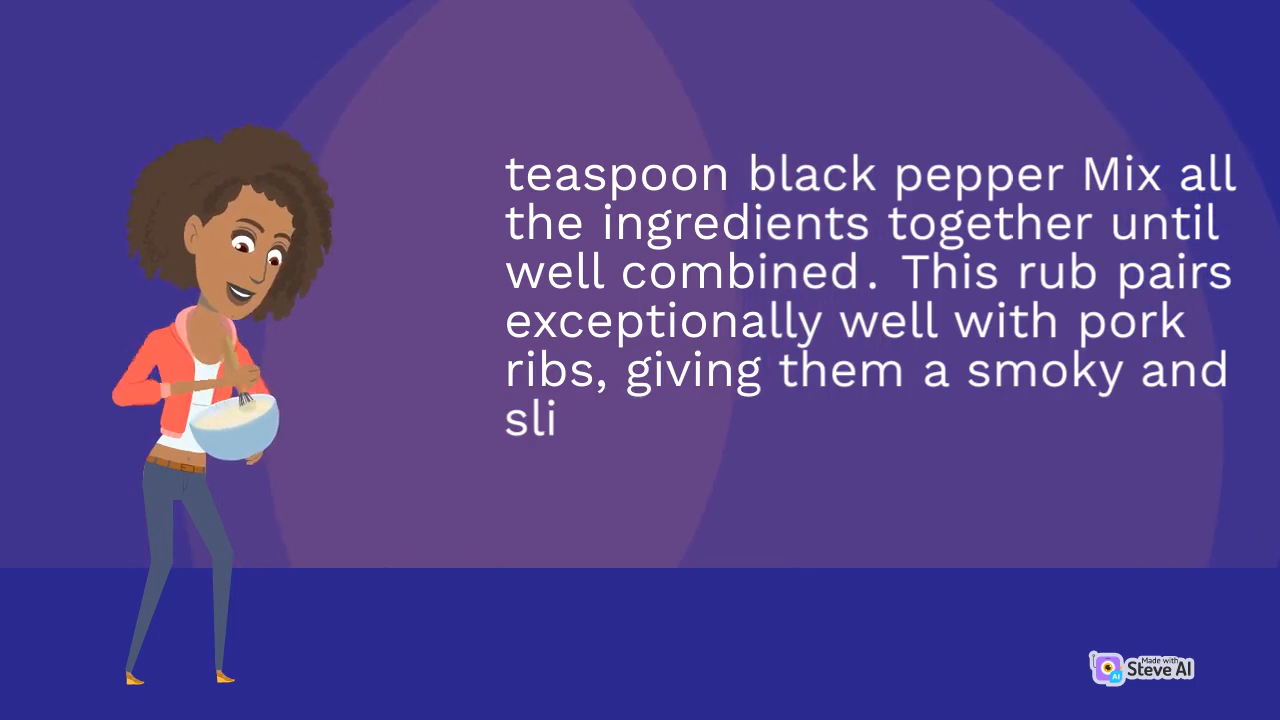 teaspoon black pepper Mix all
the ingredients together until
well combined. This rub pairs
exceptionally well with pork
ribs, giving them a smoky and
sli
Made with
Steve AI
AI